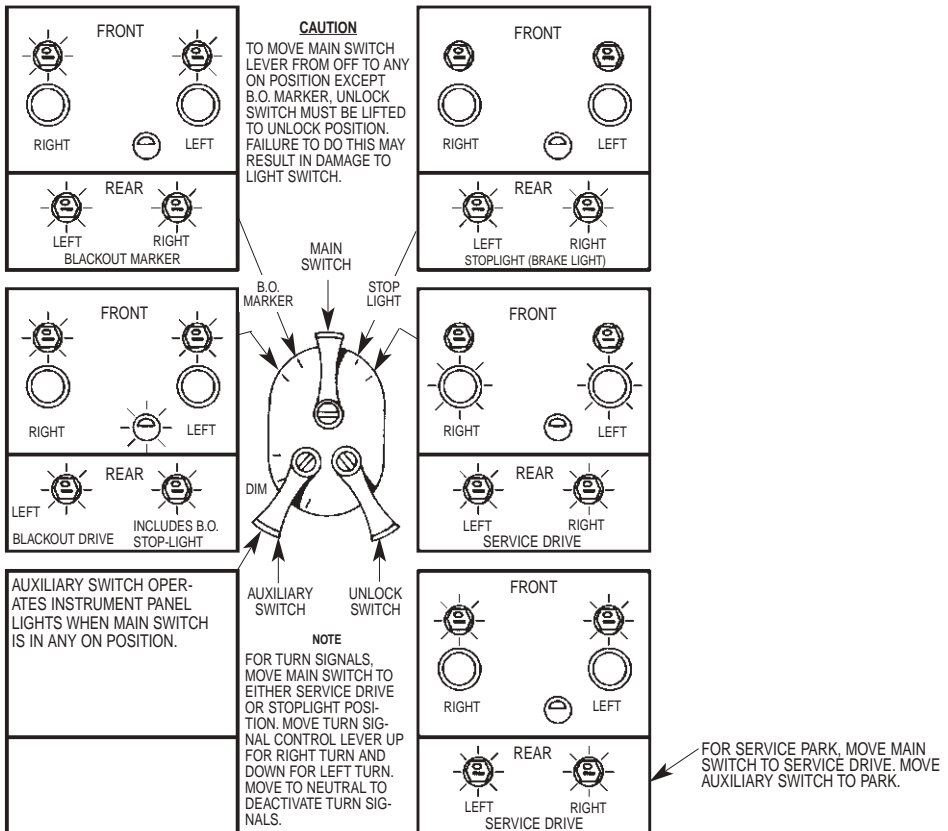 FRONT
RIGHT
LEFT
REAR
LEFT
RIGHT
BLACKOUT MARKER
CAUTION
TO MOVE MAIN SWITCH
LEVER FROM OFF TO ANY
ON POSITION EXCEPT
B.O. MARKER, UNLOCK
SWITCH MUST BE LIFTED
TO UNLOCK POSITION.
FAILURE TO DO THIS MAY
RESULT IN DAMAGE TO
LIGHT SWITCH.
FRONT
RIGHT
LEFT
REAR
LEFT
RIGHT
STOPLIGHT (BRAKE LIGHT)
MAIN
SWITCH
B.O.
MARKER
STOP
LIGHT
FRONT
RIGHT
LEFT
REAR
LEFT
INCLUDES B.O.
BLACKOUT DRIVE
STOP-LIGHT
DIM
FRONT
RIGHT
LEFT
REAR
LEFT
RIGHT
SERVICE DRIVE
AUXILIARY SWITCH OPER-
ATES INSTRUMENT PANEL
LIGHTS WHEN MAIN SWITCH
IS IN ANY ON POSITION.
AUXILIARY
SWITCH
UNLOCK
SWITCH
NOTE
FOR TURN SIGNALS,
MOVE MAIN SWITCH TO
EITHER SERVICE DRIVE
OR STOPLIGHT POSI-
TION. MOVE TURN SIG-
NAL CONTROL LEVER UP
FOR RIGHT TURN AND
DOWN FOR LEFT TURN.
MOVE TO NEUTRAL TO
DEACTIVATE TURN SIG-
NALS.
FRONT
RIGHT
LEFT
REAR
LEFT
RIGHT
SERVICE DRIVE
FOR SERVICE PARK, MOVE MAIN
SWITCH TO SERVICE DRIVE. MOVE
AUXILIARY SWITCH TO PARK.